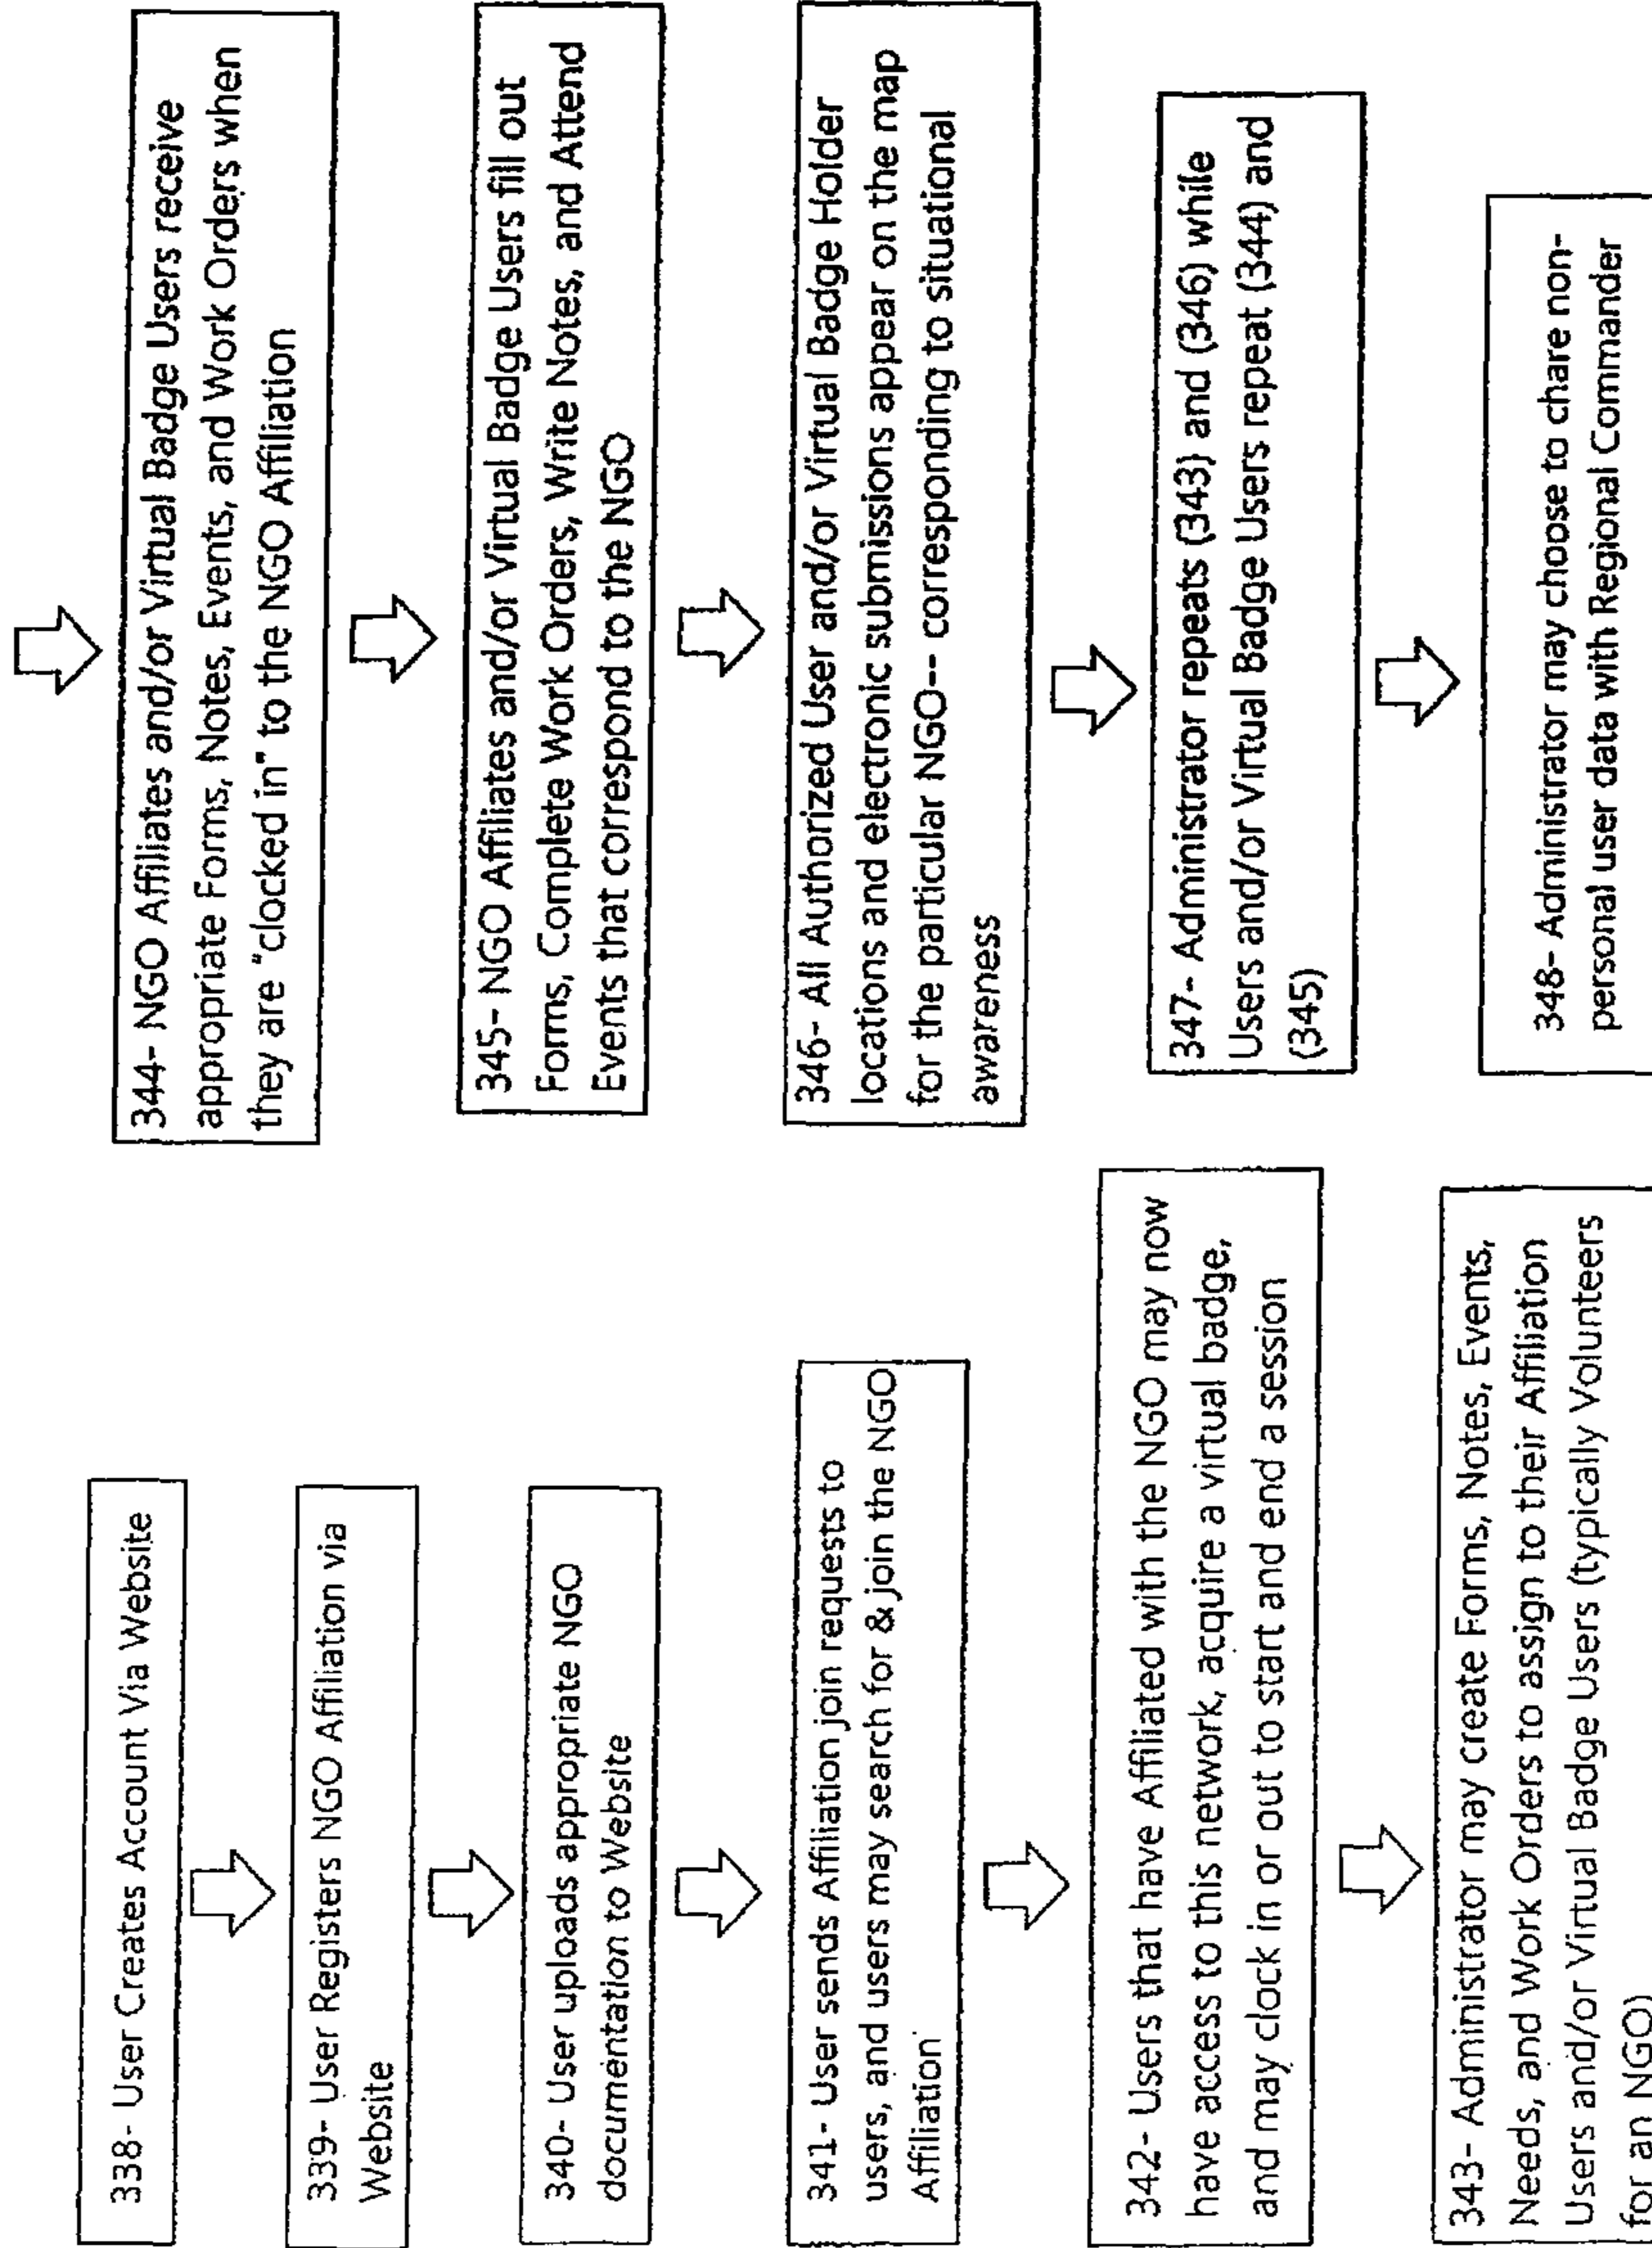 338- User Creates Account Via Website
339- User Registers NGO Affiliation via
Website
340- User uploads appropriate NGO
documentation to Website
341- User sends Affiliation join requests to
users, and users may search for & join the NGO
Affiliation
342- Users that have Affiliated with the NGO may now
have access to this network, acquire a virtual badge,
and may clock in or out to start and end a session
343- Administrator may create Forms, Notes, Events,
Needs, and Work Orders to assign to their Affiliation
Users and/or Virtual Badge Users (typically Volunteers
for an NGO)
344- NGO Affiliates and/or Virtual Badge Users receive
appropriate Forms, Notes, Events, and Work Orders when
they are "clocked in" to the NGO Affiliation
345- NGO Affiliates and/or Virtual Badge Users fill out
Forms, Complete Work Orders, Write Notes, and Attend
Events that correspond to the NGO
346- All Authorized User and/or Virtual Badge Holder
locations and electronic submissions appear on the map
for the particular NGO-- corresponding to situational
awareness
347- Administrator repeats (343) and (346) while
Users and/or Virtual Badge Users repeat (344) and
(345)
348- Administrator may choose to chare non-
personal user data with Regional Commander